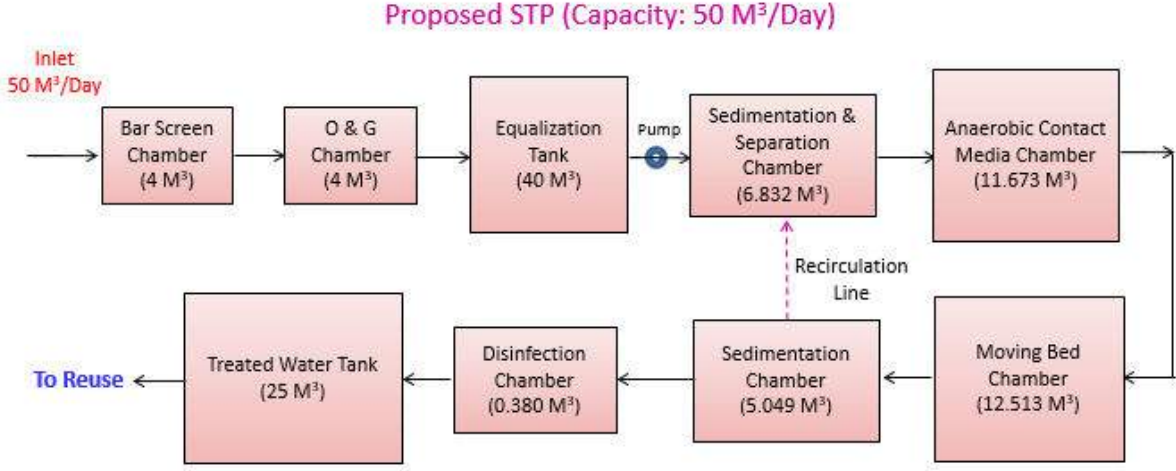 Proposed STP (Capacity: 50 M³/Day)
Inlet
50 M³/Day
Bar Screen
Chamber
(4 M³)
O & G
Chamber
(4 M³)
Equalization
Tank
(40 M³)
Pump
Sedimentation &
Separation
Chamber
(6.832 M³)
Anaerobic Contact
Media Chamber
(11.673 M³)
Recirculation
Line
Moving Bed
Chamber
(12.513 M³)
Sedimentation
Chamber
(5.049 M³)
Disinfection
Chamber
(0.380 M³)
Treated Water Tank
(25 M³)
To Reuse